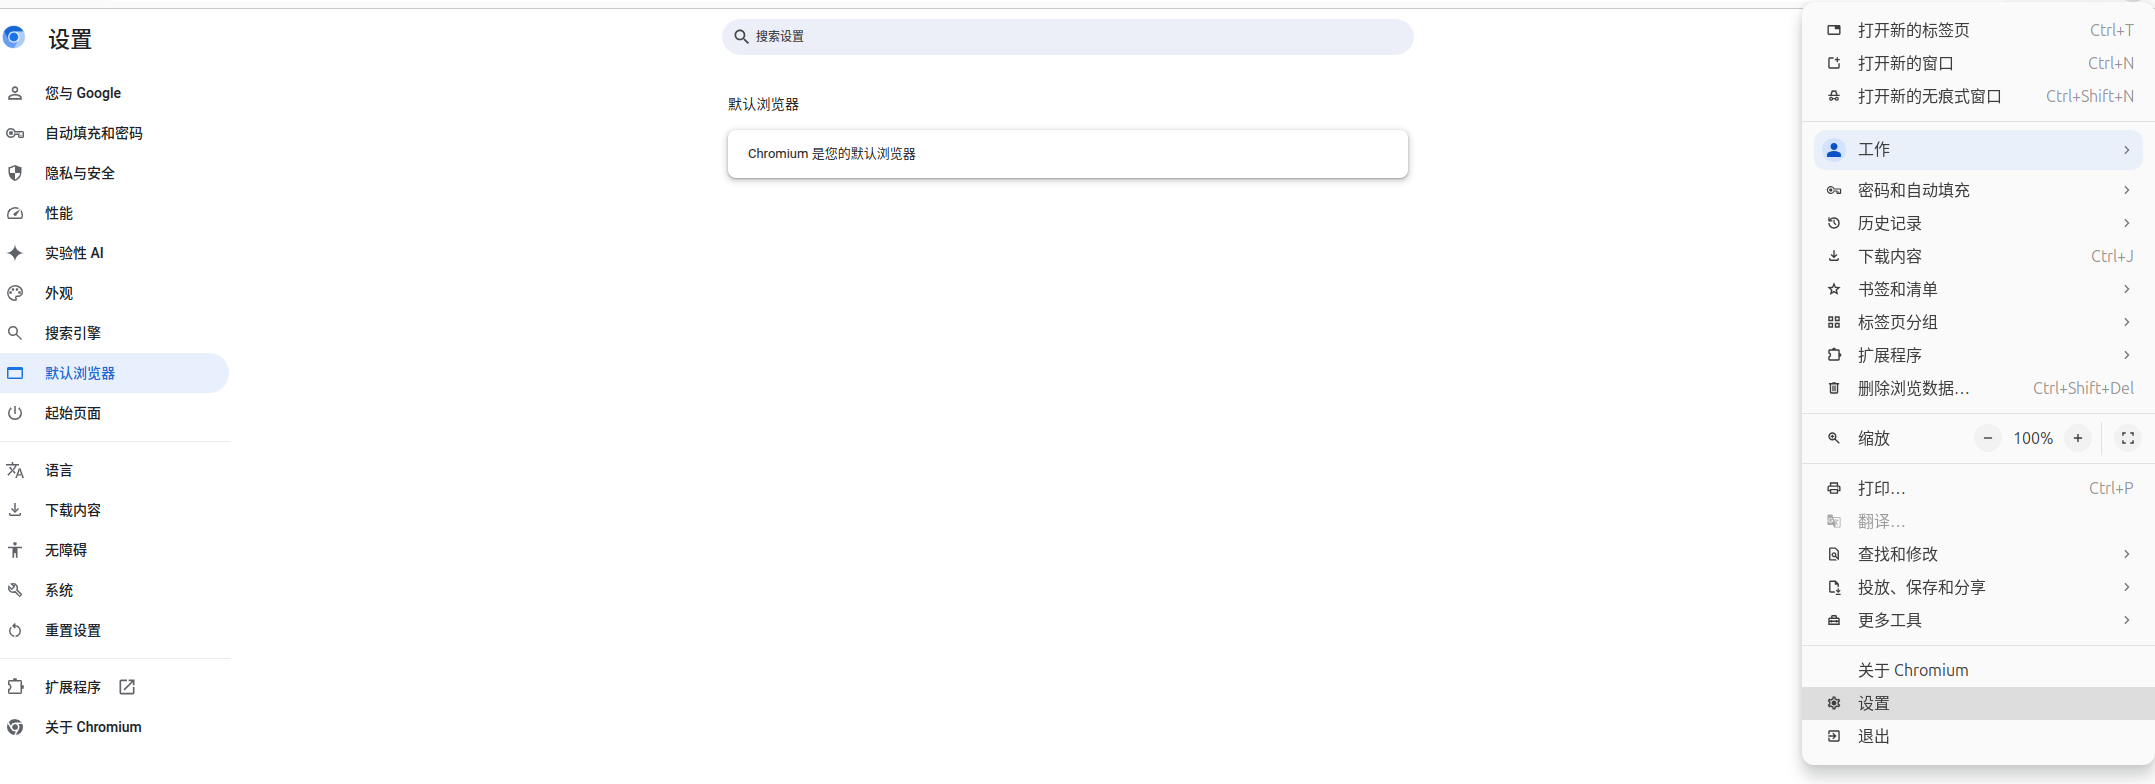 设置
您与 Google
自动填充和密码
隐私与安全
性能
实验性 AI
外观
搜索引擎
默认浏览器
起始页面
语言
下载内容
无障碍
系统
重置设置
扩展程序
关于 Chromium
搜索设置
默认浏览器
Chromium 是您的默认浏览器
打开新的标签页 Ctrl+T
打开新的窗口 Ctrl+N
打开新的无痕式窗口 Ctrl+Shift+N
工作
密码和自动填充
历史记录
下载内容 Ctrl+J
书签和清单
标签页分组
扩展程序
删除浏览数据... Ctrl+Shift+Del
缩放 − 100% +
打印... Ctrl+P
翻译...
查找和修改
投放、保存和分享
更多工具
关于 Chromium
设置
退出